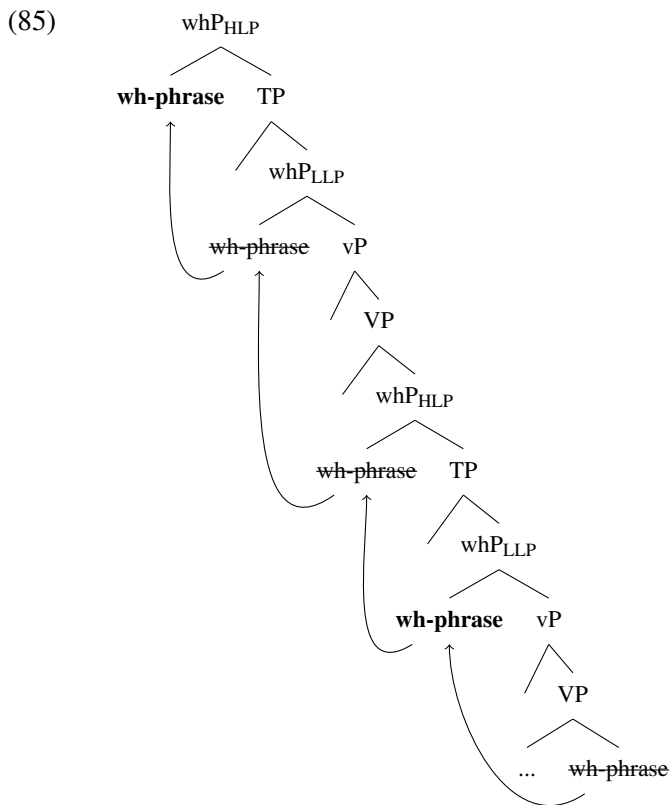 (85)
whP_HLP
wh-phrase TP
whP_LLP
wh-phrase vP
VP
whP_HLP
wh-phrase TP
whP_LLP
wh-phrase vP
VP
... wh-phrase